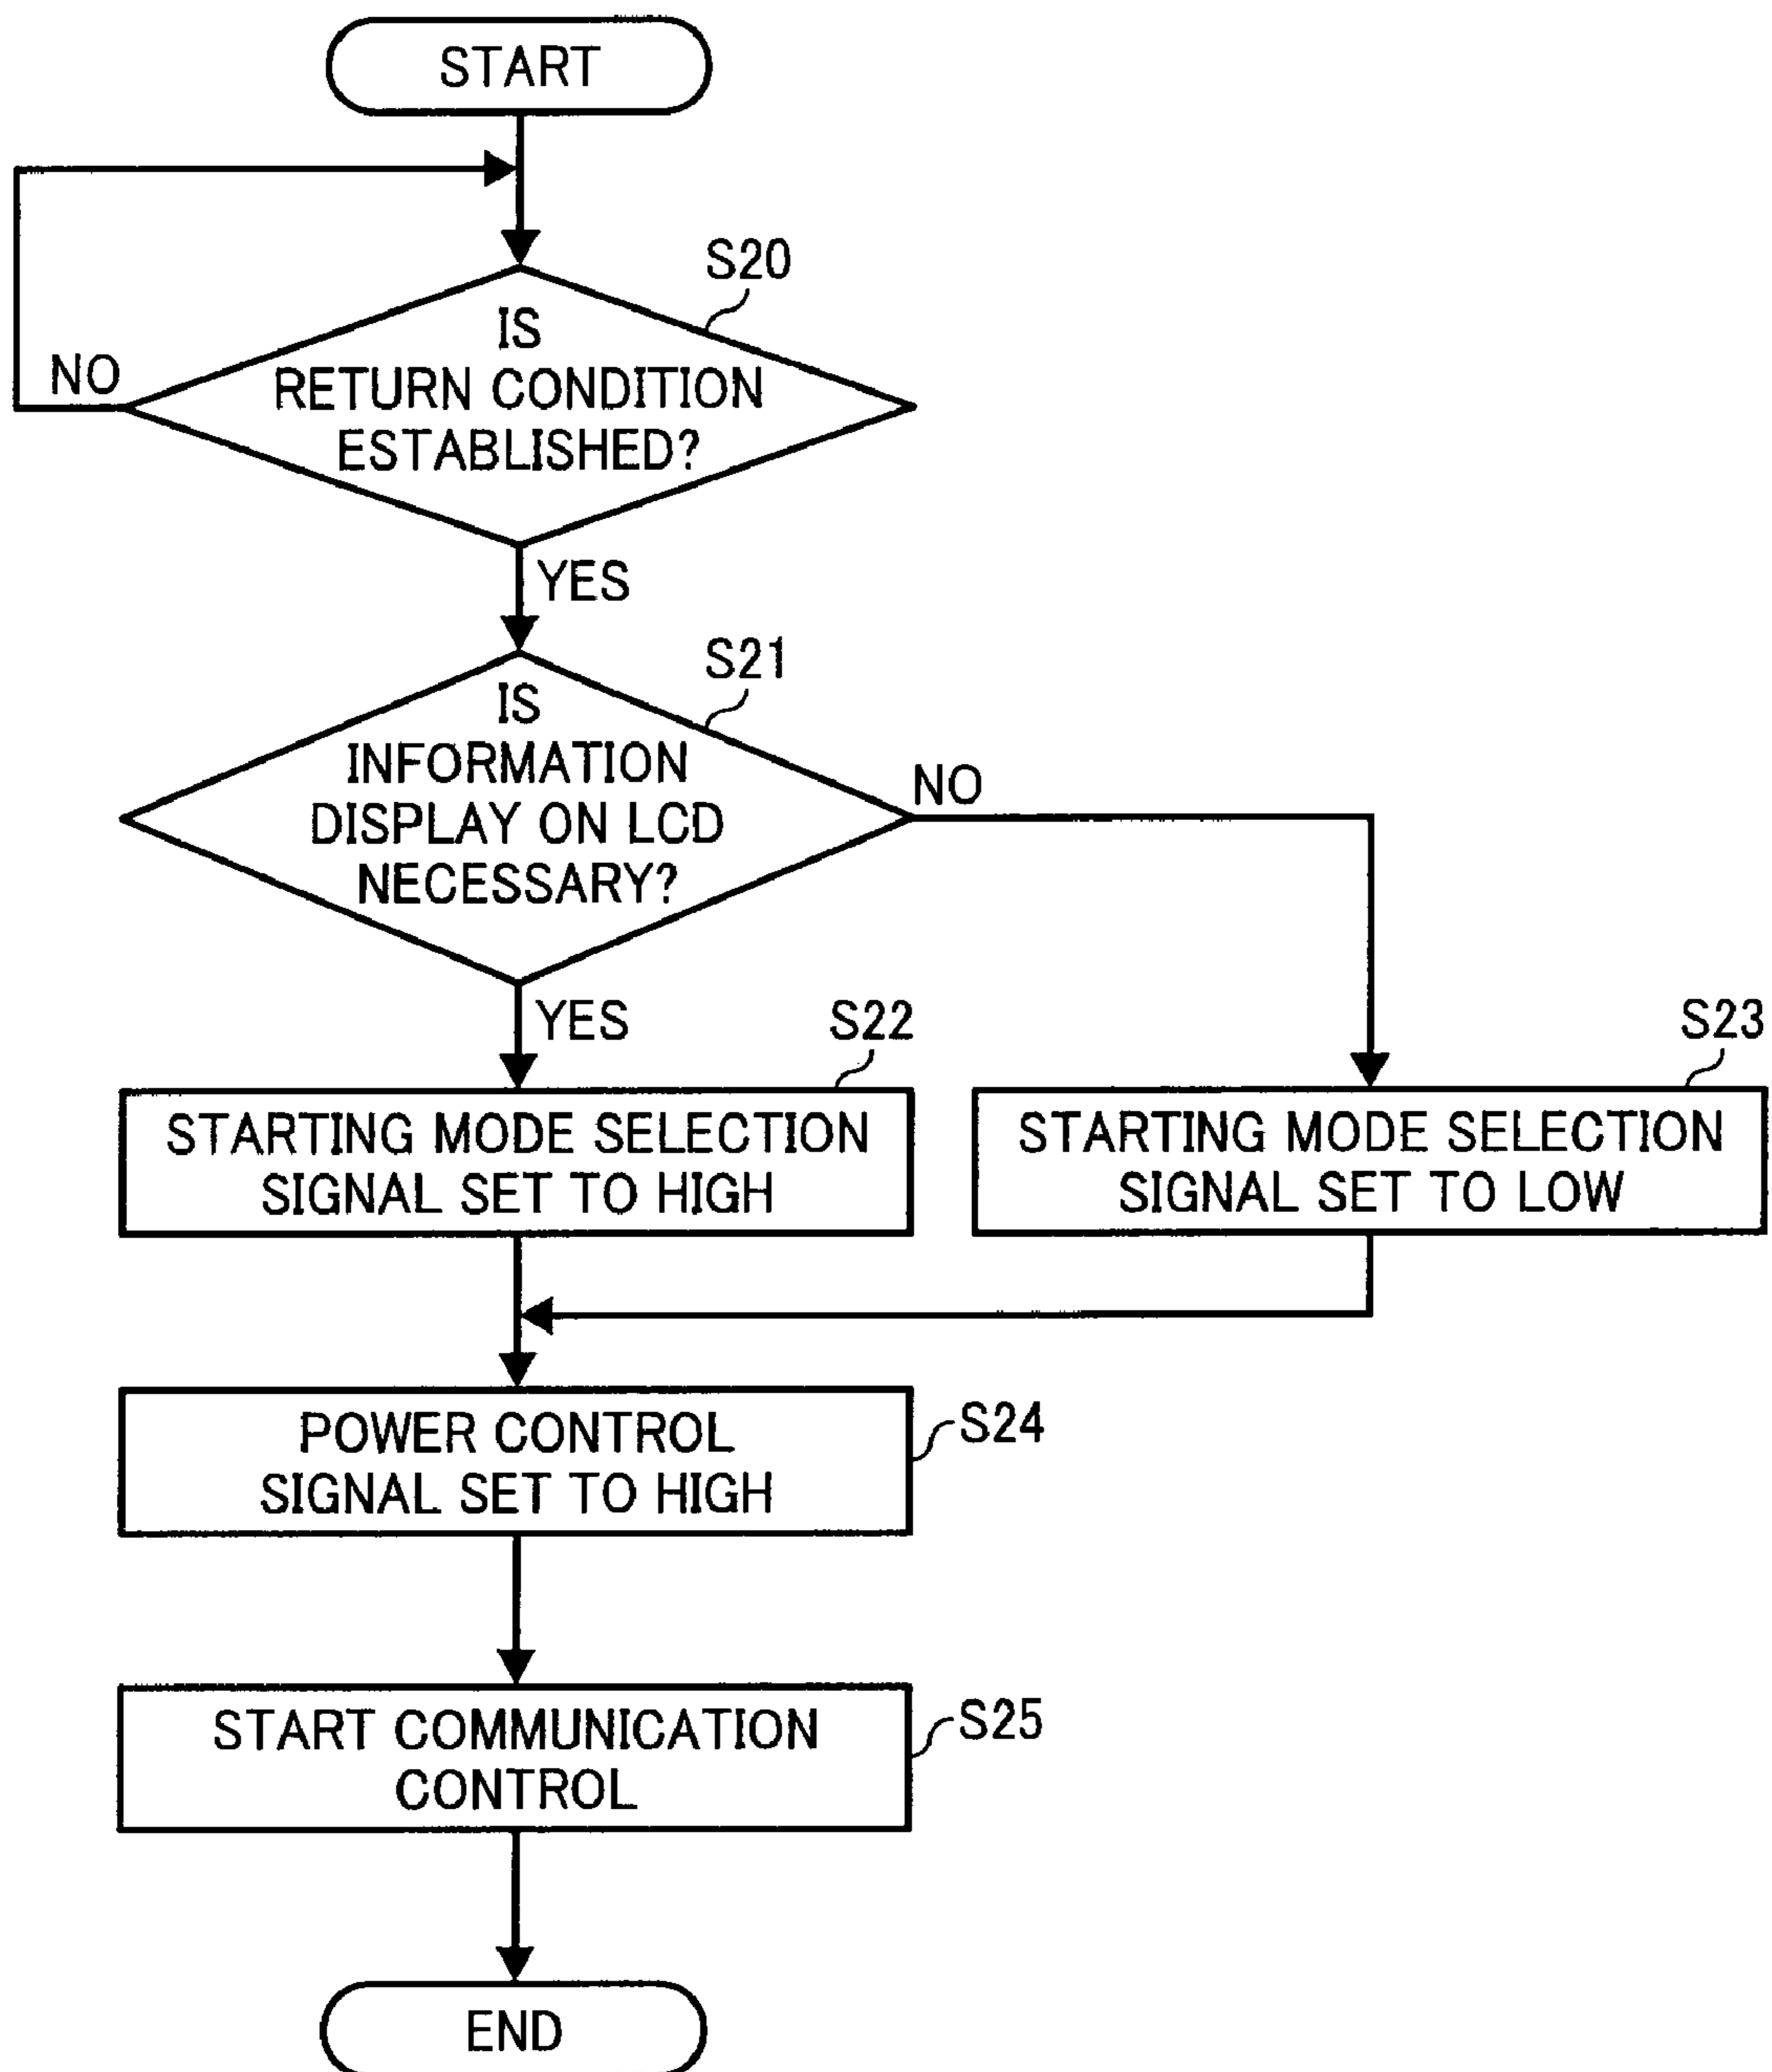 START
S20
IS
RETURN CONDITION
ESTABLISHED?
NO
YES
S21
IS
INFORMATION
DISPLAY ON LCD
NECESSARY?
NO
YES
S22
STARTING MODE SELECTION
SIGNAL SET TO HIGH
S23
STARTING MODE SELECTION
SIGNAL SET TO LOW
POWER CONTROL
SIGNAL SET TO HIGH
S24
START COMMUNICATION
CONTROL
S25
END